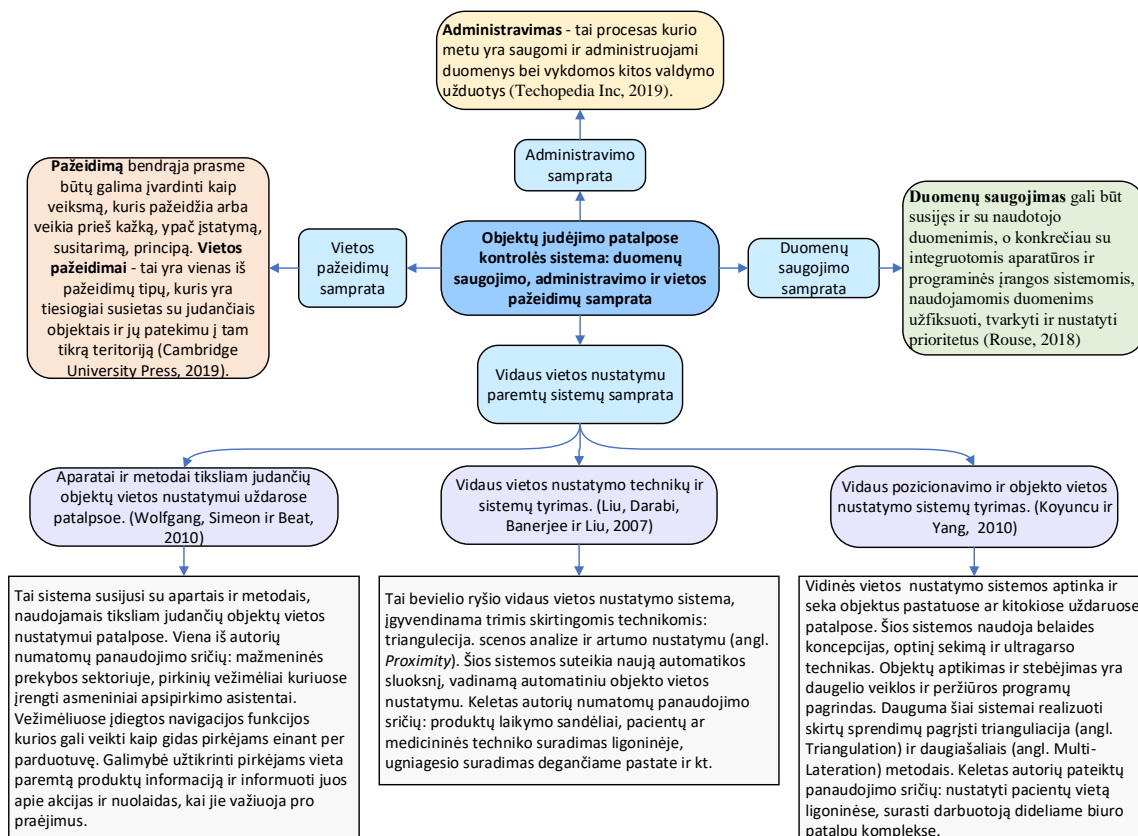 Administravimas - tai procesas kurio
metu yra saugomi ir administruojami
duomenys bei vykdomos kitos valdymo
užduotys (Techopedia Inc, 2019).
Administravimo
samprata
Pažeidimą bendrąja prasme
būtų galima įvardinti kaip
veiksmą, kuris pažeidžia arba
veikia prieš kažką, ypač įstatymą,
susitarimą, principą. Vietos
pažeidimai - tai yra vienas iš
pažeidimų tipų, kuris yra
tiesiogiai susietas su judančiais
objektais ir jų patekimu į tam
tikrą teritoriją (Cambridge
University Press, 2019).
Vietos
pažeidimų
samprata
Objektų judėjimo patalpose
kontrolės sistema: duomenų
saugojimo, administravimo ir vietos
pažeidimų samprata
Duomenų
saugojimo
samprata
Duomenų saugojimas gali būt
susijęs ir su naudotojo
duomenimis, o konkrečiau su
integruotomis aparatūros ir
programinės įrangos sistemomis,
naudojamomis duomenims
užfiksuoti, tvarkyti ir nustatyti
prioritetus (Rouse, 2018)
Vidaus vietos nustatymu
paremtų sistemų samprata
Aparatai ir metodai tiksliam judančių
objektų vietos nustatymui uždarose
patalpsoe. (Wolfgang, Simeon ir Beat,
2010)
Vidaus vietos nustatymo technikų ir
sistemų tyrimas. (Liu, Darabi,
Banerjee ir Liu, 2007)
Vidaus pozicionavimo ir objekto vietos
nustatymo sistemų tyrimas. (Koyuncu ir
Yang, 2010)
Tai sistema susijusi su apartais ir metodais,
naudojamais tiksliam judančių objektų vietos
nustatymui patalpose. Viena iš autorių
numatomų panaudojimo sričių: mažmeninės
prekybos sektoriuje, pirkinių vežimėliai kuriuose
įrengti asmeniniai apsipirkimo asistentai.
Vežimėliuose įdiegtos navigacijos funkcijos
kurios gali veikti kaip gidas pirkėjams einant per
parduotuvę. Galimybė užtikrinti pirkėjams vieta
paremtą produktų informaciją ir informuoti juos
apie akcijas ir nuolaidas, kai jie važiuoja pro
praėjimus.
Tai bevielio ryšio vidaus vietos nustatymo sistema,
įgyvendinama trimis skirtingomis technikomis:
triangulecija. scenos analize ir artumo nustatymu (angl.
Proximity). Šios sistemos suteikia naują automatikos
sluoksnį, vadinamą automatiniu objekto vietos
nustatymu. Keletas autorių numatomų panaudojimo
sričių: produktų laikymo sandėliai, pacientų ar
medicininės techniko suradimas ligoninėje,
ugniagesio suradimas degančiame pastate ir kt.
Vidinės vietos nustatymo sistemos aptinka ir
seka objektus pastatuose ar kitokiose uždaruose
patalpose. Šios sistemos naudoja belaides
koncepcijas, optinį sekimą ir ultragarso
technikas. Objektų aptikimas ir stebėjimas yra
daugelio veiklos ir peržiūros programų
pagrindas. Dauguma šiai sistemai realizuoti
skirtų sprendimų pagrįsti trianguliacija (angl.
Triangulation) ir daugiašaliais (angl. Multi-
Lateration) metodais. Keletas autorių pateiktų
panaudojimo sričių: nustatyti pacientų vietą
ligoninėse, surasti darbuotoją dideliame biuro
patalpų komplekse.